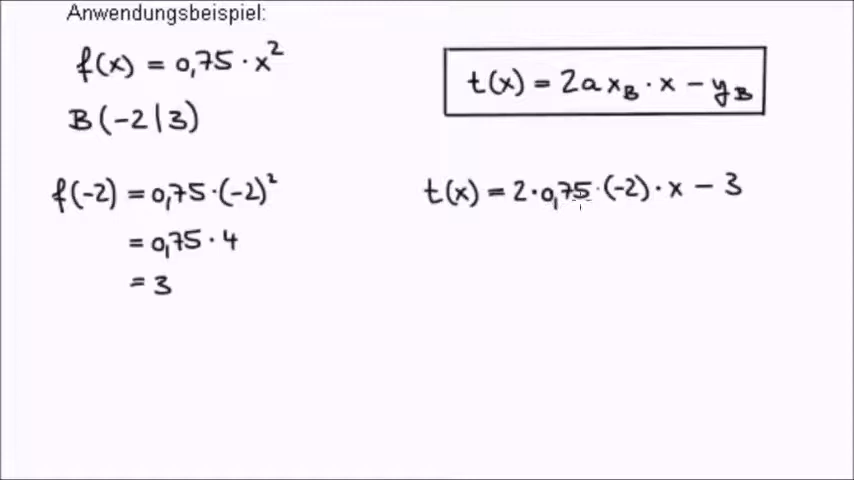 Anwendungsbeispiel:
f(x) = 0,75 · x²
t(x) = 2a x_B · x − y_B
B(−2|3)
f(−2) = 0,75 · (−2)²
t(x) = 2 · 0,75 · (−2) · x − 3
= 0,75 · 4
= 3